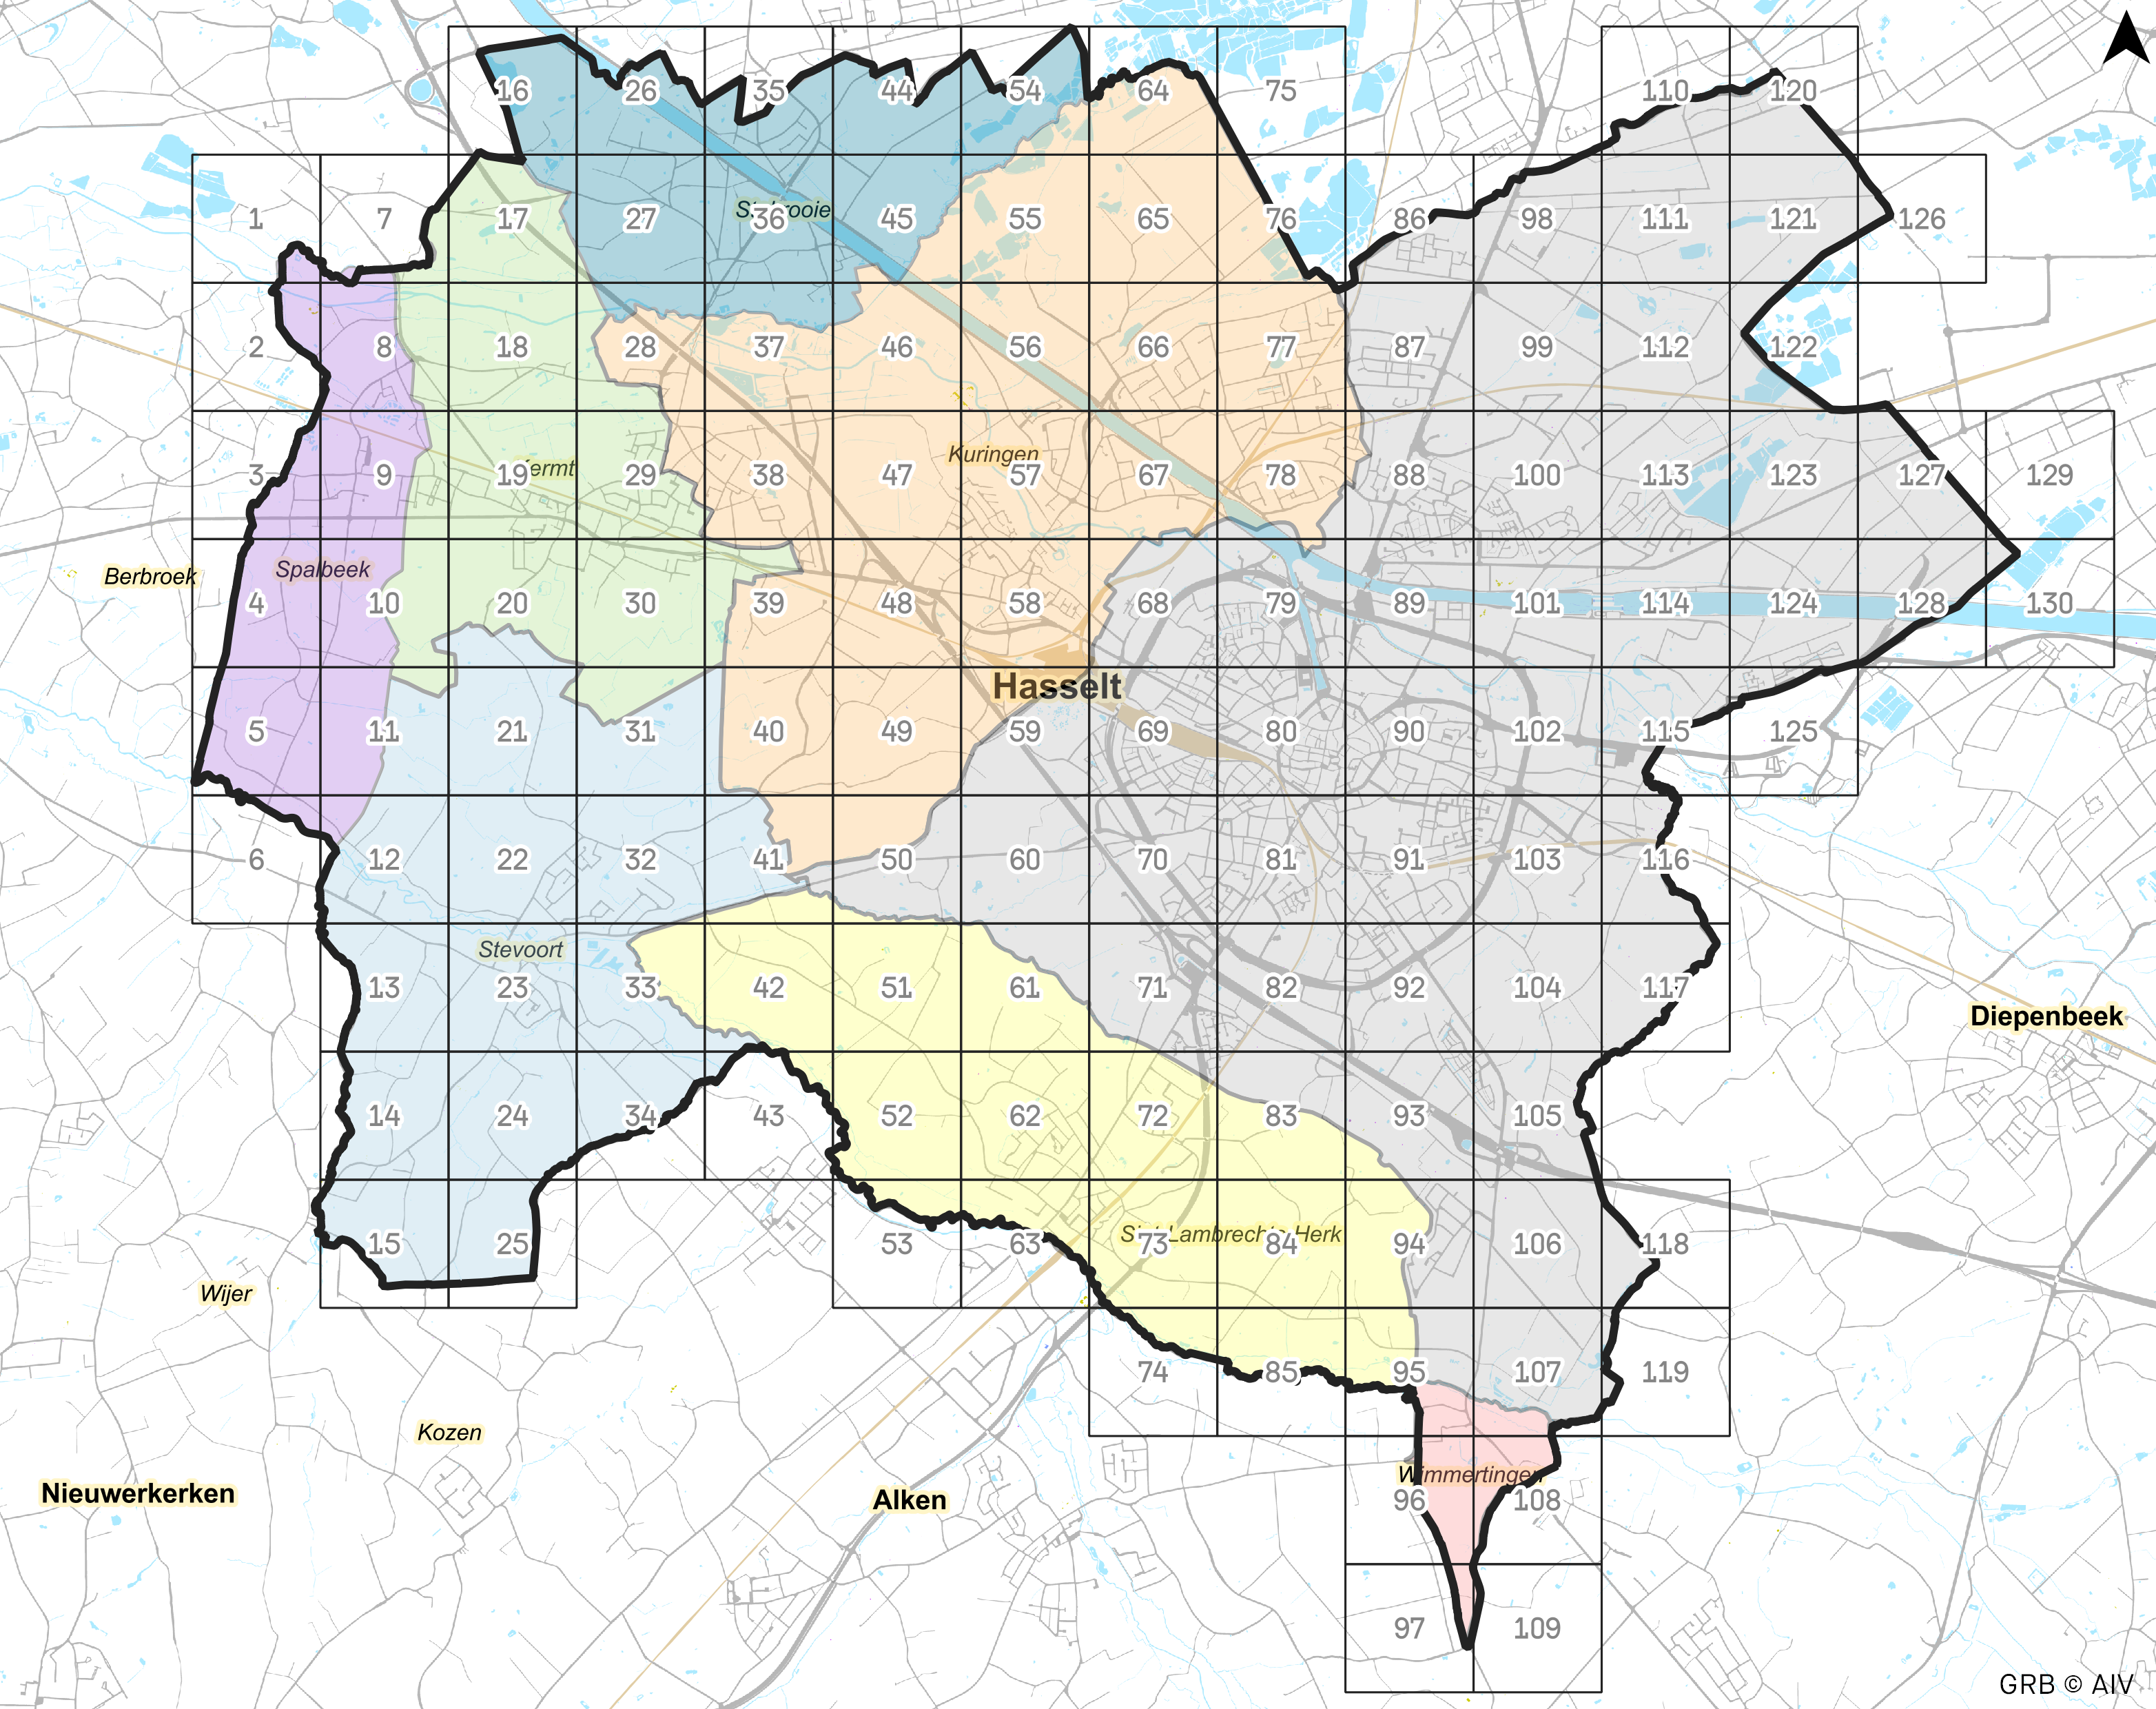 16 26 35 44 54 64 75 110 120
1 7 17 27 36 45 55 65 76 86 98 111 121 126
2 8 18 28 37 46 56 66 77 87 99 112 122
Kuringen
3 9 19 29 38 47 57 67 78 88 100 113 123 127 129
Berbroek Spalbeek
4 10 20 30 39 48 58 68 79 89 101 114 124 128 130
Hasselt
5 11 21 31 40 49 59 69 80 90 102 115 125
6 12 22 32 41 50 60 70 81 91 103 116
Stevoort
13 23 33 42 51 61 71 82 92 104 117
Diepenbeek
14 24 34 43 52 62 72 83 93 105
Sint-Lambrechts-Herk
15 25 53 63 73 84 94 106 118
Wijer
74 85 95 107 119
Kozen
Wimmertingen
Nieuwerkerken Alken
96 108
97 109
GRB © AIV